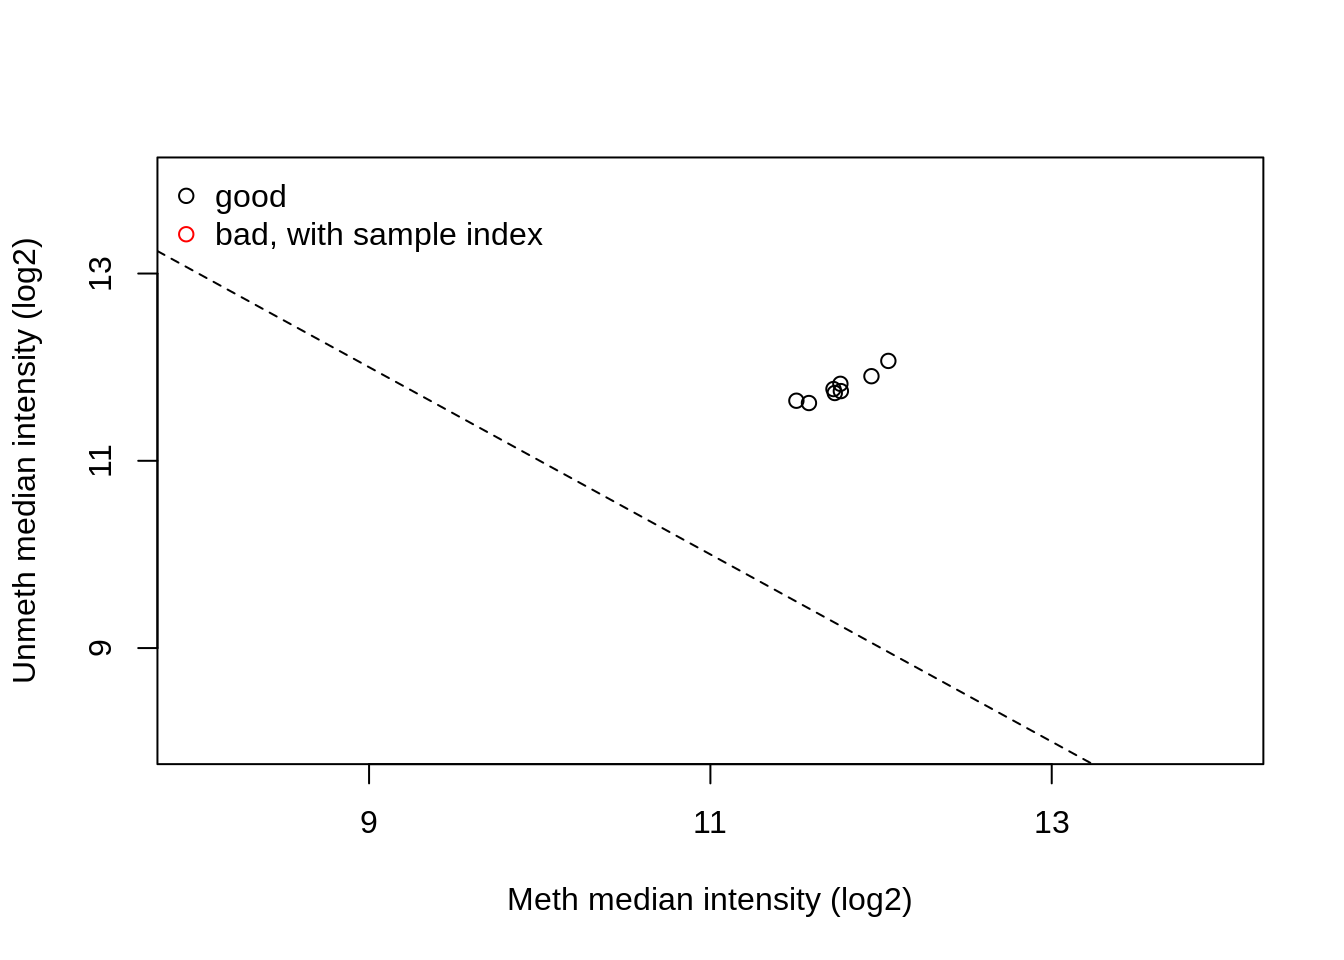 good
bad, with sample index
Unmeth median intensity (log2)
13
11
9
9
11
13
Meth median intensity (log2)